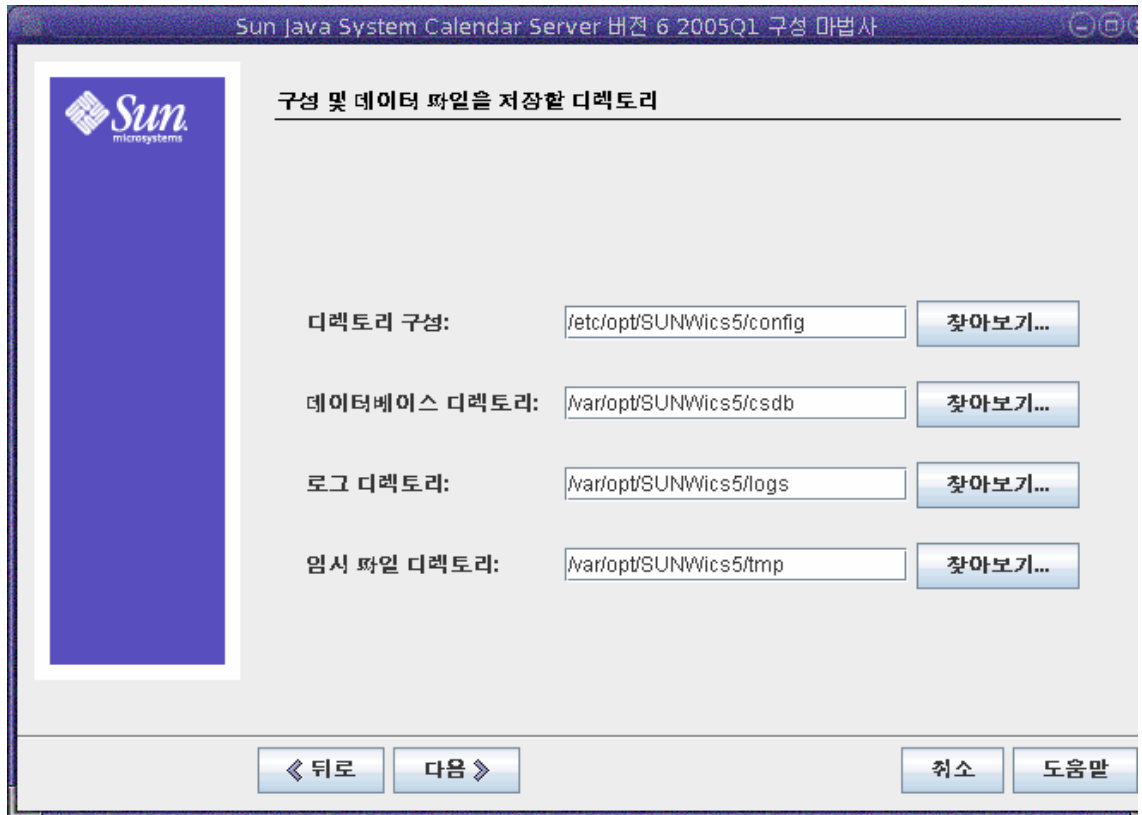 Sun Java System Calendar Server 버전 6 2005Q1 구성 마법사
Sun
microsystems
구성 및 데이터 파일을 저장할 디렉토리
디렉토리 구성: /etc/opt/SUNWics5/config 찾아보기...
데이터베이스 디렉토리: /var/opt/SUNWics5/csdb 찾아보기...
로그 디렉토리: /var/opt/SUNWics5/logs 찾아보기...
임시 파일 디렉토리: /var/opt/SUNWics5/tmp 찾아보기...
뒤로 다음 취소 도움말